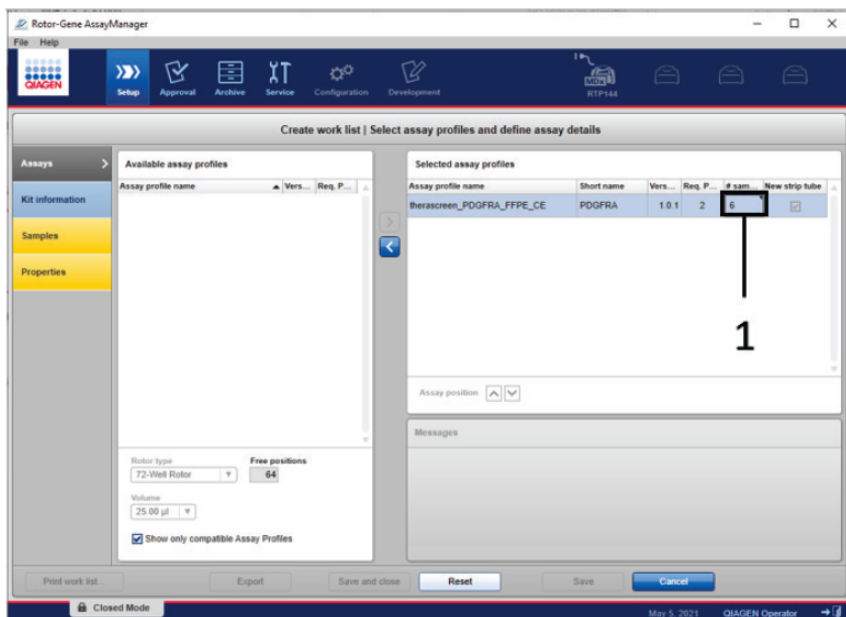 Rotor-Gene AssayManager
File Help
QIAGEN
Setup Approval Archive Service Configuration Development MDx RTP144
Create work list | Select assay profiles and define assay details
Assays
Kit information
Samples
Properties
Available assay profiles
Assay profile name Vers... Req. P...
Rotor type Free positions
72-Well Rotor 64
Volume
25.00 µl
Show only compatible Assay Profiles
Selected assay profiles
Assay profile name Short name Vers... Req. P... # sam... New strip tube
therascreen_PDGFRA_FFPE_CE PDGFRA 1.0.1 2 6
1
Assay position
Messages
Print work list... Export Save and close Reset Save Cancel
Closed Mode May 5, 2021 QIAGEN Operator